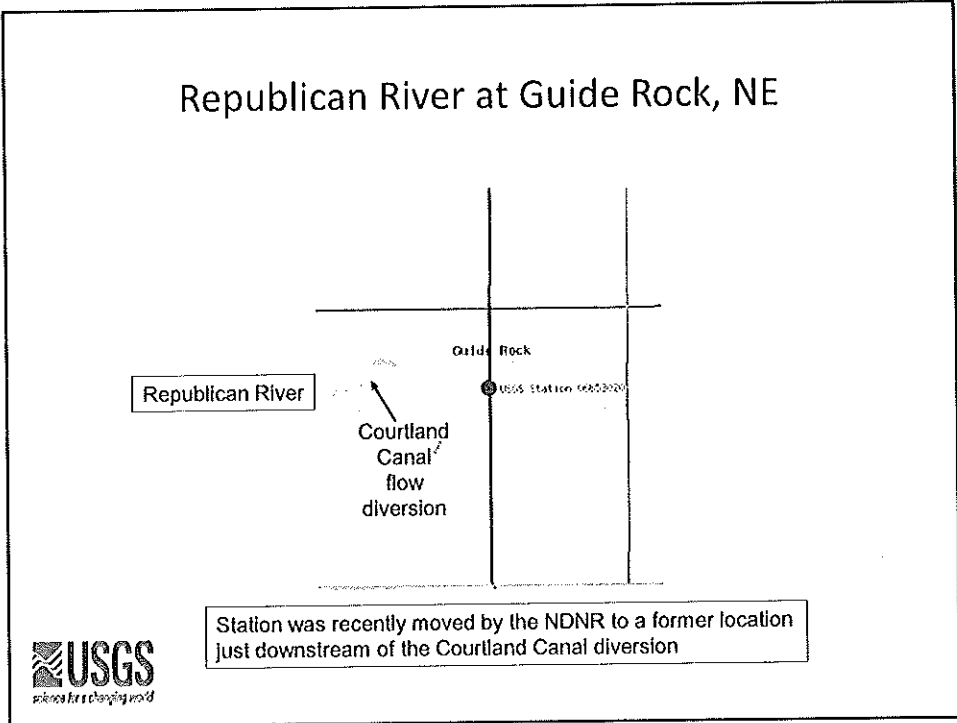 Republican River at Guide Rock, NE
Guide Rock
USGS Station
Republican River
Courtland
Canal
flow
diversion
Station was recently moved by the NDNR to a former location
just downstream of the Courtland Canal diversion
USGS
science for a changing world